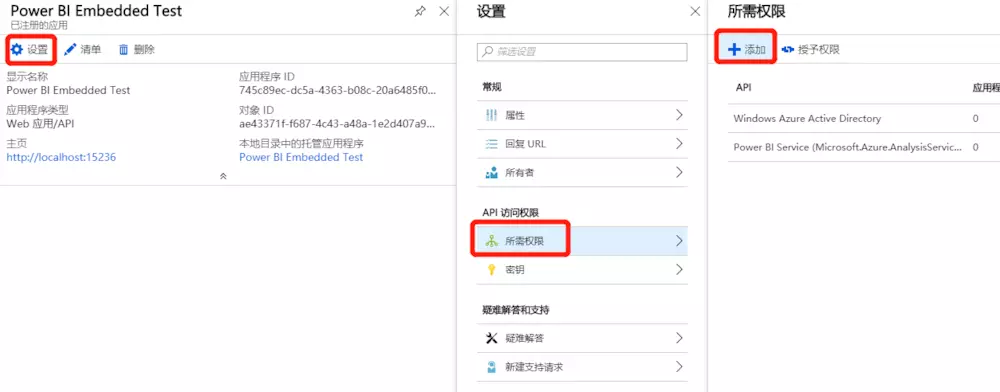 Power BI Embedded Test
已注册的应用
设置
清单
删除
显示名称
Power BI Embedded Test
应用程序 ID
745c89ec-dc5a-4363-b08c-20a6485f0...
应用程序类型
Web 应用/API
对象 ID
ae43371f-f687-4c43-a48a-1e2d407a9...
主页
http://localhost:15236
本地目录中的托管应用程序
Power BI Embedded Test
设置
筛选设置
常规
属性
回复 URL
所有者
API 访问权限
所需权限
密钥
疑难解答和支持
疑难解答
新建支持请求
所需权限
添加
授予权限
API
应用程
Windows Azure Active Directory
0
Power BI Service (Microsoft.Azure.AnalysisServic...
0